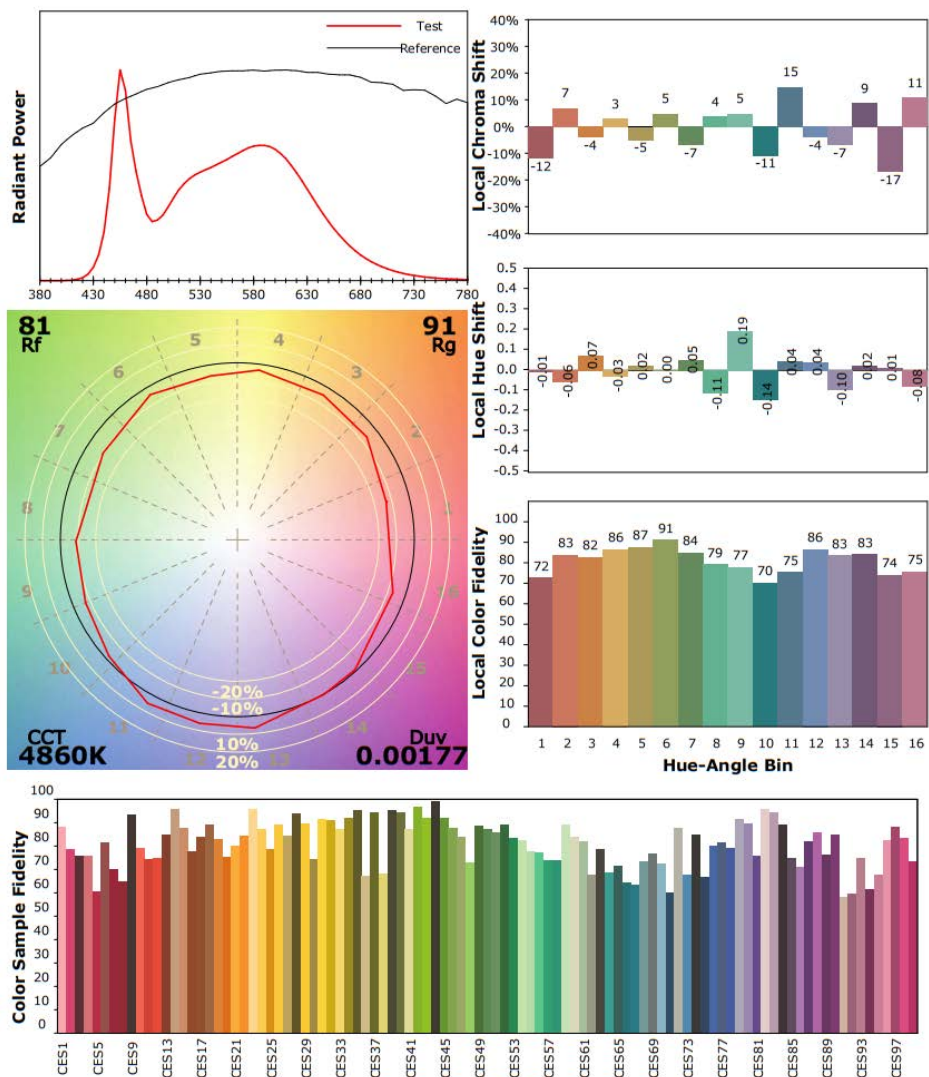 Test
Reference
Radiant Power
380 430 480 530 580 630 680 730 780
Local Chroma Shift
40%
30%
20%
10%
0%
-10%
-20%
-30%
-40%
-12 7 -4 3 -5 5 -7 4 5 -11 15 -4 -7 9 -17 11
Local Hue Shift
0.5
0.4
0.3
0.2
0.1
0.0
-0.1
-0.2
-0.3
-0.4
-0.5
-0.01 -0.06 0.07 -0.03 0.02 0.00 0.05 -0.11 0.19 -0.14 0.04 0.04 -0.10 0.02 0.01 -0.08
81
Rf
91
Rg
1 2 3 4 5 6 7 8 9 10 11 12 13 14 15 16
-20%
-10%
10%
20%
CCT
4860K
Duv
0.00177
Local Color Fidelity
100
90
80
70
60
50
40
30
20
10
0
72 83 82 86 87 91 84 79 77 70 75 86 83 83 74 75
1 2 3 4 5 6 7 8 9 10 11 12 13 14 15 16
Hue-Angle Bin
Color Sample Fidelity
100
90
80
70
60
50
40
30
20
10
0
CES1 CES5 CES9 CES13 CES17 CES21 CES25 CES29 CES33 CES37 CES41 CES45 CES49 CES53 CES57 CES61 CES65 CES69 CES73 CES77 CES81 CES85 CES89 CES93 CES97